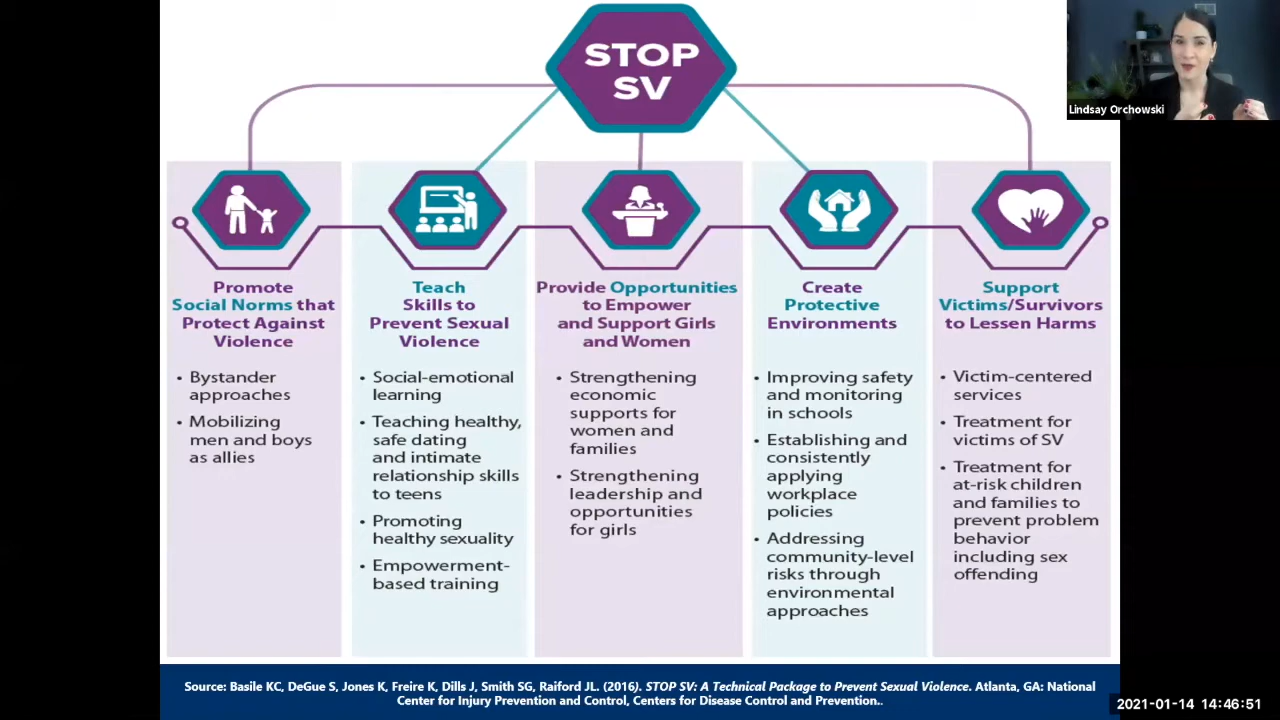 STOP
SV
Lindsay Orchowski
Promote
Social Norms that
Protect Against
Violence
• Bystander
approaches
• Mobilizing
men and boys
as allies
Teach
Skills to
Prevent Sexual
Violence
• Social-emotional
learning
• Teaching healthy,
safe dating
and intimate
relationship skills
to teens
• Promoting
healthy sexuality
• Empowerment-
based training
Provide Opportunities
to Empower
and Support Girls
and Women
• Strengthening
economic
supports for
women and
families
• Strengthening
leadership and
opportunities
for girls
Create
Protective
Environments
• Improving safety
and monitoring
in schools
• Establishing and
consistently
applying
workplace
policies
• Addressing
community-level
risks through
environmental
approaches
Support
Victims/Survivors
to Lessen Harms
• Victim-centered
services
• Treatment for
victims of SV
• Treatment for
at-risk children
and families to
prevent problem
behavior
including sex
offending
Source: Basile KC, DeGue S, Jones K, Freire K, Dills J, Smith SG, Raiford JL. (2016). STOP SV: A Technical Package to Prevent Sexual Violence. Atlanta, GA: National
Center for Injury Prevention and Control, Centers for Disease Control and Prevention..
2021-01-14 14:46:51